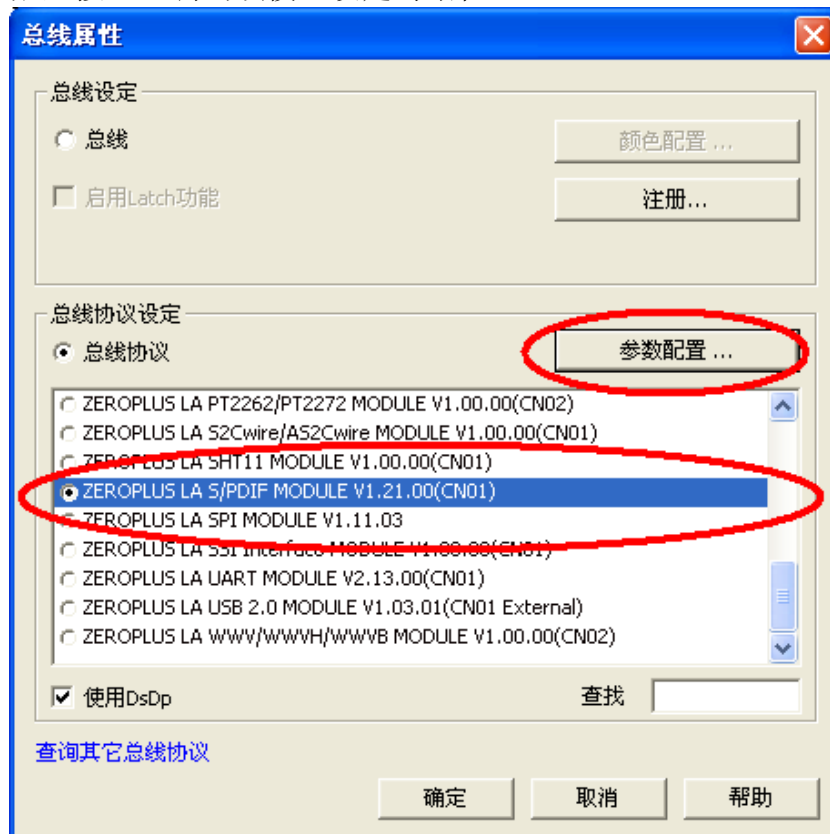 总线属性
总线设定
总线
颜色配置 ...
启用Latch功能
注册...
总线协议设定
总线协议
参数配置 ...
ZEROPLUS LA PT2262/PT2272 MODULE V1.00.00(CN02)
ZEROPLUS LA S2Cwire/AS2Cwire MODULE V1.00.00(CN01)
ZEROPLUS LA SHT11 MODULE V1.00.00(CN01)
ZEROPLUS LA S/PDIF MODULE V1.21.00(CN01)
ZEROPLUS LA SPI MODULE V1.11.03
ZEROPLUS LA SSI Interface MODULE V1.00.00(CN01)
ZEROPLUS LA UART MODULE V2.13.00(CN01)
ZEROPLUS LA USB 2.0 MODULE V1.03.01(CN01 External)
ZEROPLUS LA WWV/WWVH/WWVB MODULE V1.00.00(CN02)
使用DsDp
查找
查询其它总线协议
确定
取消
帮助